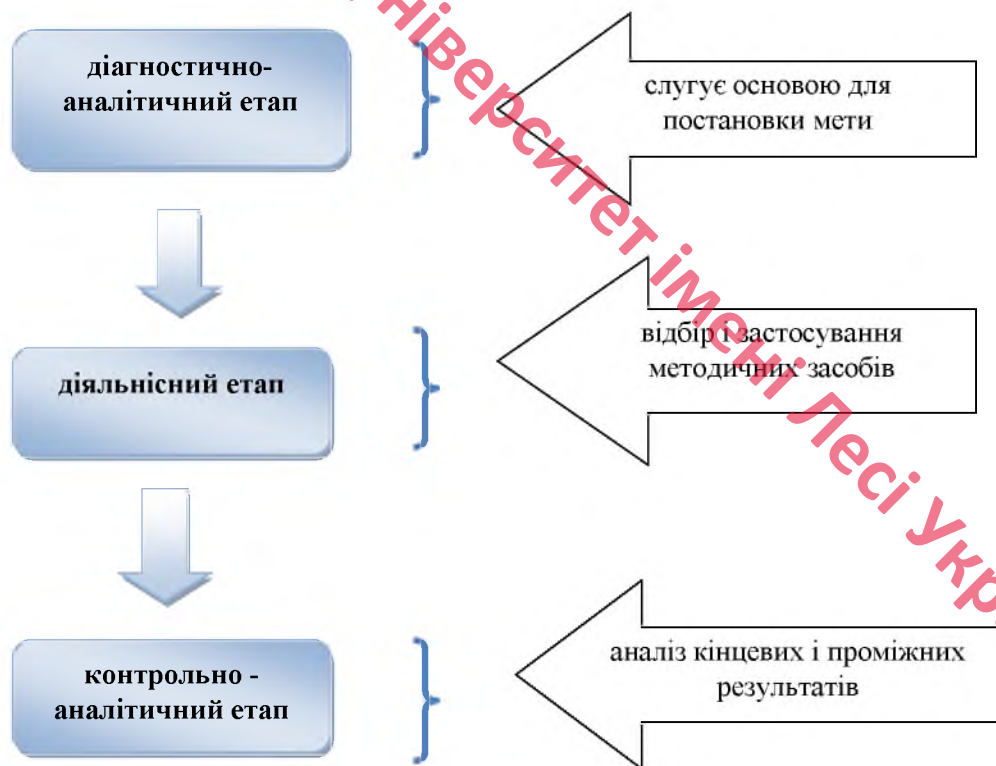 діагностично-
аналітичний етап
слугує основою для
постановки мети
діяльнісний етап
відбір і застосування
методичних засобів
контрольно -
аналітичний етап
аналіз кінцевих і проміжних
результатів
ніверситет імені Лесі Укр